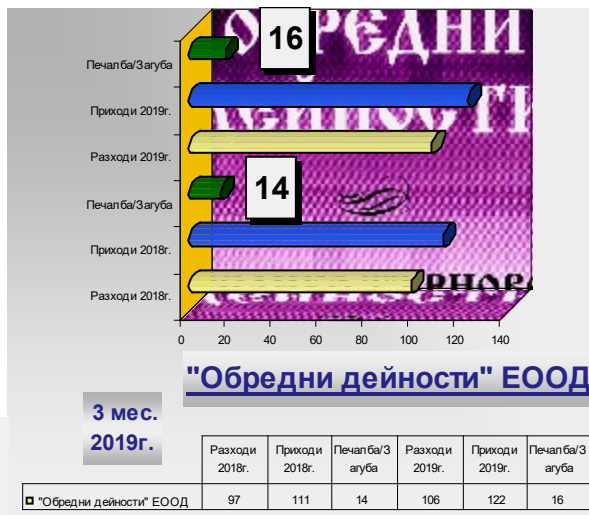 ОБРЕДНИ
ДЕЙНОСТИ
16
Печалба/Загуба
Приходи 2019г.
Разходи 2019г.
14
Печалба/Загуба
Приходи 2018г.
Разходи 2018г.
0 20 40 60 80 100 120 140
"Обредни дейности" ЕООД
3 мес.
2019г.
Разходи 2018г. Приходи 2018г. Печалба/Загуба Разходи 2019г. Приходи 2019г. Печалба/Загуба
"Обредни дейности" ЕООД 97 111 14 106 122 16